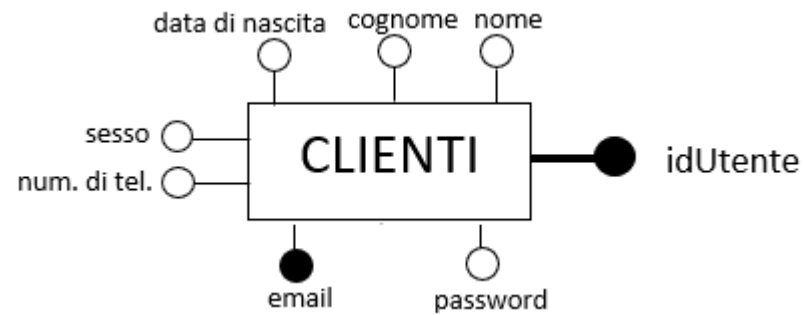 data di nascita
cognome
nome
sesso
CLIENTI
idUtente
num. di tel.
email
password